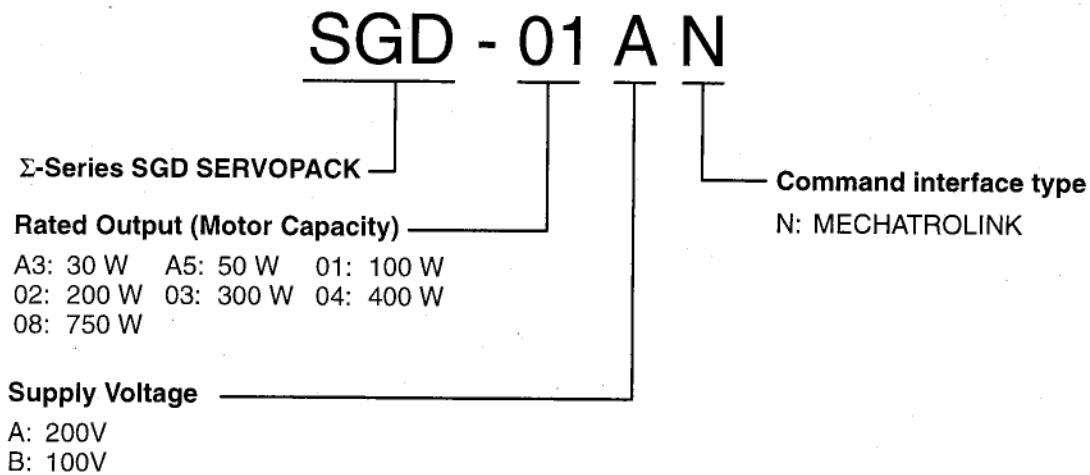 SGD - 01 A N
Σ-Series SGD SERVOPACK
Rated Output (Motor Capacity)
A3: 30 W A5: 50 W 01: 100 W
02: 200 W 03: 300 W 04: 400 W
08: 750 W
Supply Voltage
A: 200V
B: 100V
Command interface type
N: MECHATROLINK